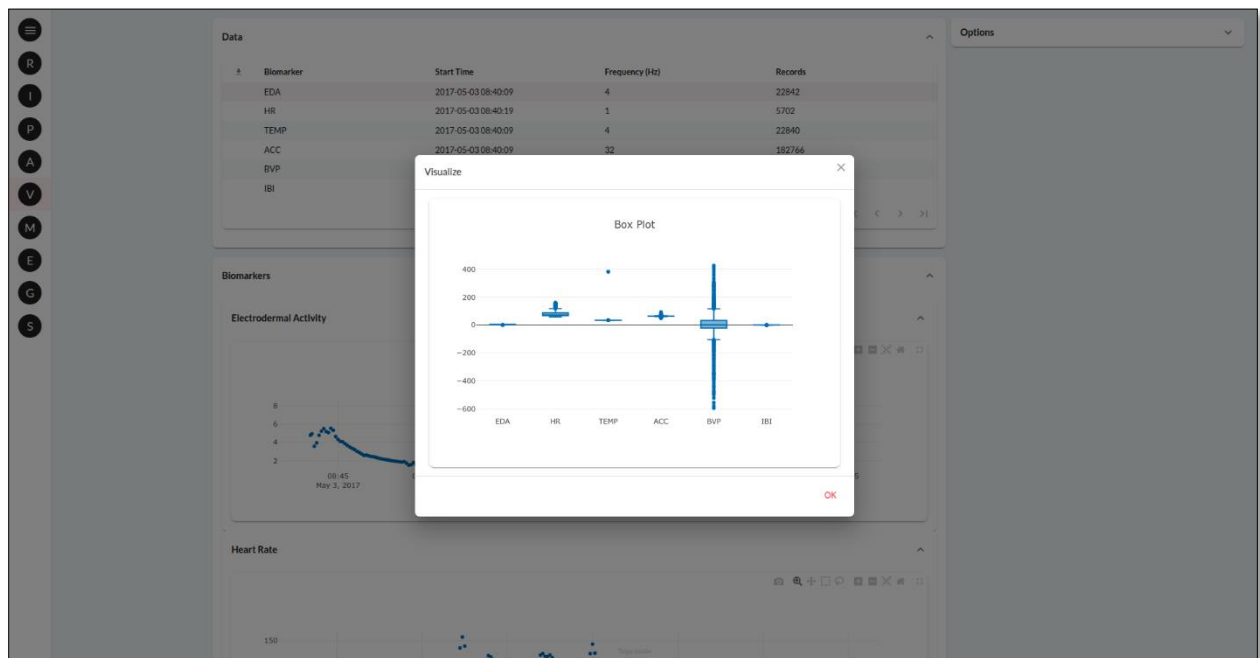 Data
Options
Biomarker Start Time Frequency (Hz) Records
EDA 2017-05-03 08:40:09 4 22842
HR 2017-05-03 08:40:19 1 5702
TEMP 2017-05-03 08:40:09 4 22840
ACC 2017-05-03 08:40:09 32 182766
BVP
IBI
R
I
P
A
V
M
E
G
S
Visualize
Box Plot
400
200
0
−200
−400
−600
EDA HR TEMP ACC BVP IBI
OK
Biomarkers
Electrodermal Activity
8
6
4
2
08:45
May 3, 2017
Heart Rate
150